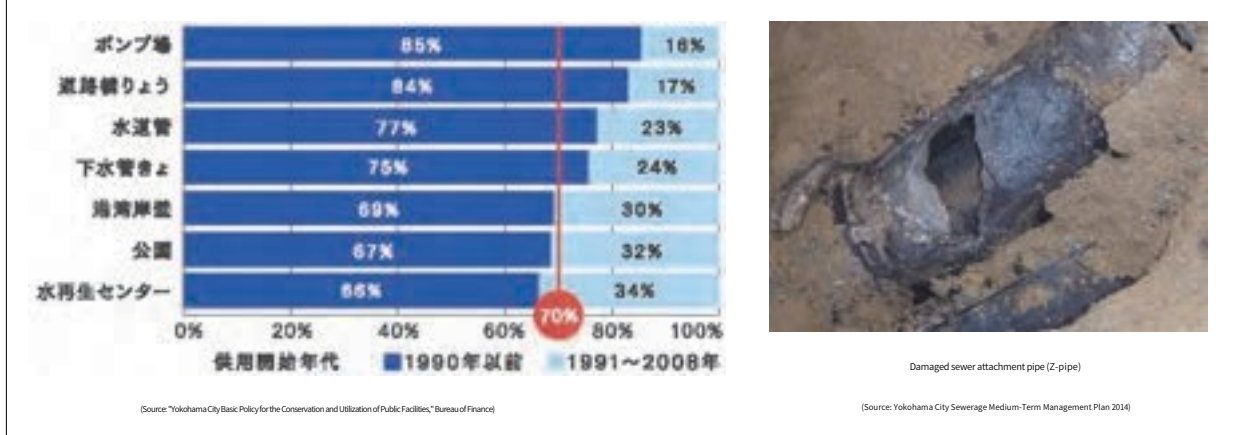 ポンプ場 85% 16%
道路橋りょう 84% 17%
水道管 77% 23%
下水管きょ 75% 24%
港湾岸壁 69% 30%
公園 67% 32%
水再生センター 66% 34%
0% 20% 40% 60% 70% 80% 100%
供用開始年代 1990年以前 1991～2008年
(Source: "Yokohama City Basic Policy for the Conservation and Utilization of Public Facilities," Bureau of Finance)
Damaged sewer attachment pipe (Z-pipe)
(Source: Yokohama City Sewerage Medium-Term Management Plan 2014)